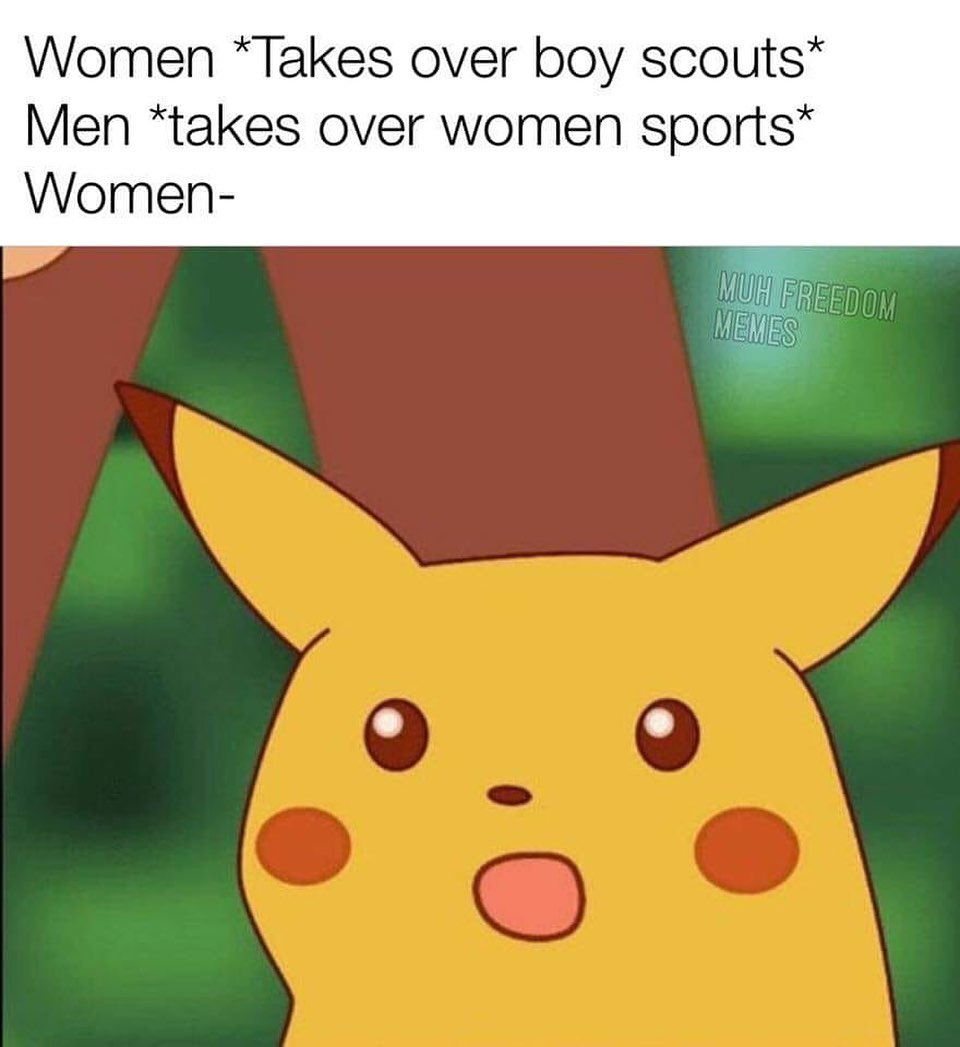 Women *Takes over boy scouts*
Men *takes over women sports*
Women-
MUH FREEDOM
MEMES